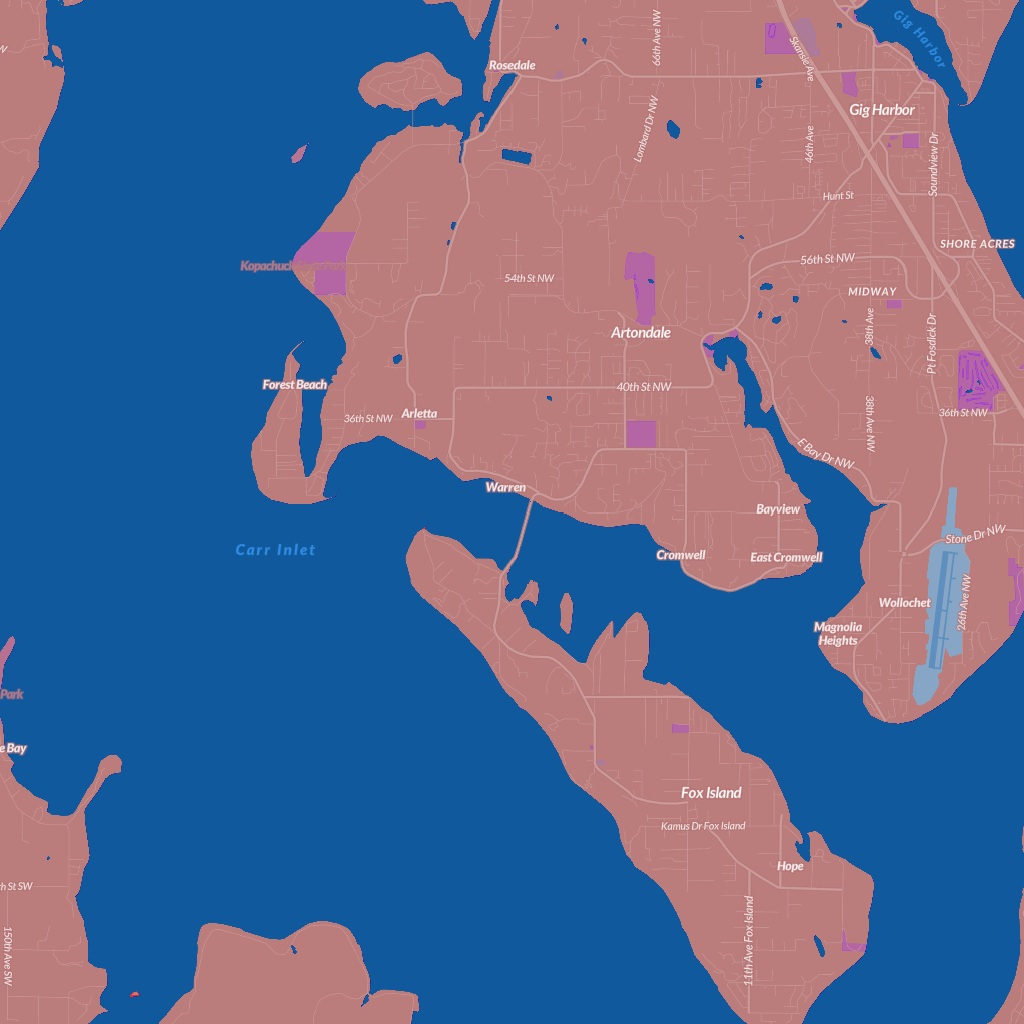 Gig Harbor
66th Ave NW
Skansie Ave
Rosedale
Gig Harbor
Lombard Dr NW
46th Ave
Soundview Dr
Hunt St
SHORE ACRES
56th St NW
Kopachuck
54th St NW
MIDWAY
38th Ave
Artondale
Pt Fosdick Dr
Forest Beach
40th St NW
36th St NW
Arletta
38th Ave NW
36th St NW
E Bay Dr NW
Warren
Bayview
Stone Dr NW
Carr Inlet
Cromwell
East Cromwell
Wollochet
26th Ave NW
Magnolia
Heights
Park
e Bay
Fox Island
Kamus Dr Fox Island
Hope
h St SW
11th Ave Fox Island
150th Ave SW